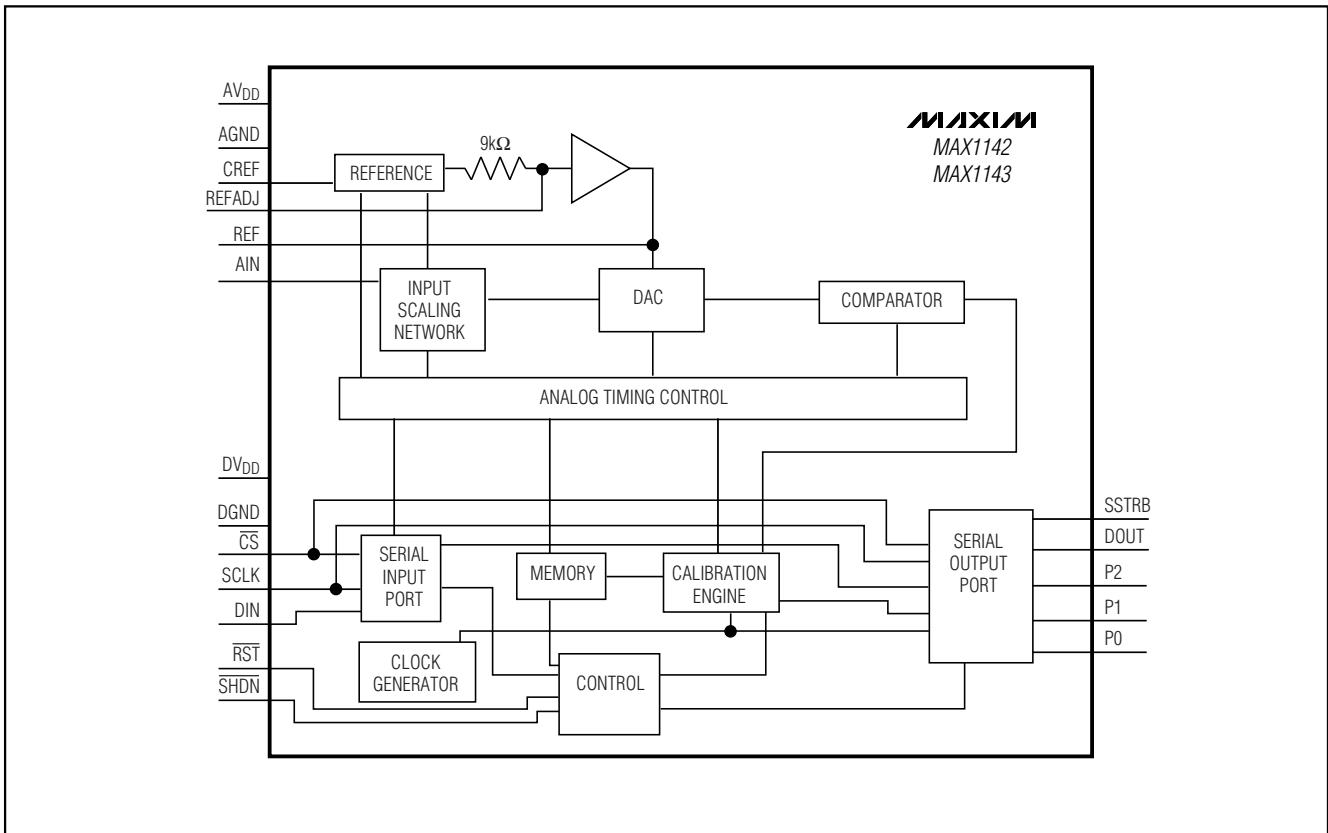 AVDD
MAXIM
MAX1142
MAX1143
AGND
9kΩ
CREF
REFERENCE
REFADJ
REF
AIN
INPUT
SCALING
NETWORK
DAC
COMPARATOR
ANALOG TIMING CONTROL
DVDD
DGND
CS
SCLK
DIN
RST
SHDN
SERIAL
INPUT
PORT
MEMORY
CALIBRATION
ENGINE
CLOCK
GENERATOR
CONTROL
SERIAL
OUTPUT
PORT
SSTRB
DOUT
P2
P1
P0